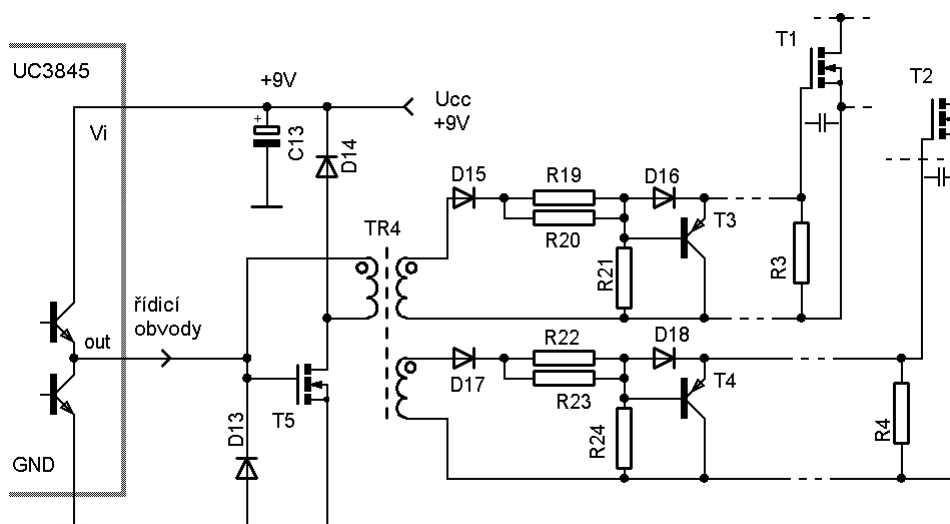 UC3845
+9V
Vi
+
C13
D14
Ucc
+9V
T1
T2
D15
R19
D16
R20
T3
R21
R3
TR4
řídicí
obvody
out
D13
T5
D17
R22
D18
R23
T4
R24
R4
GND